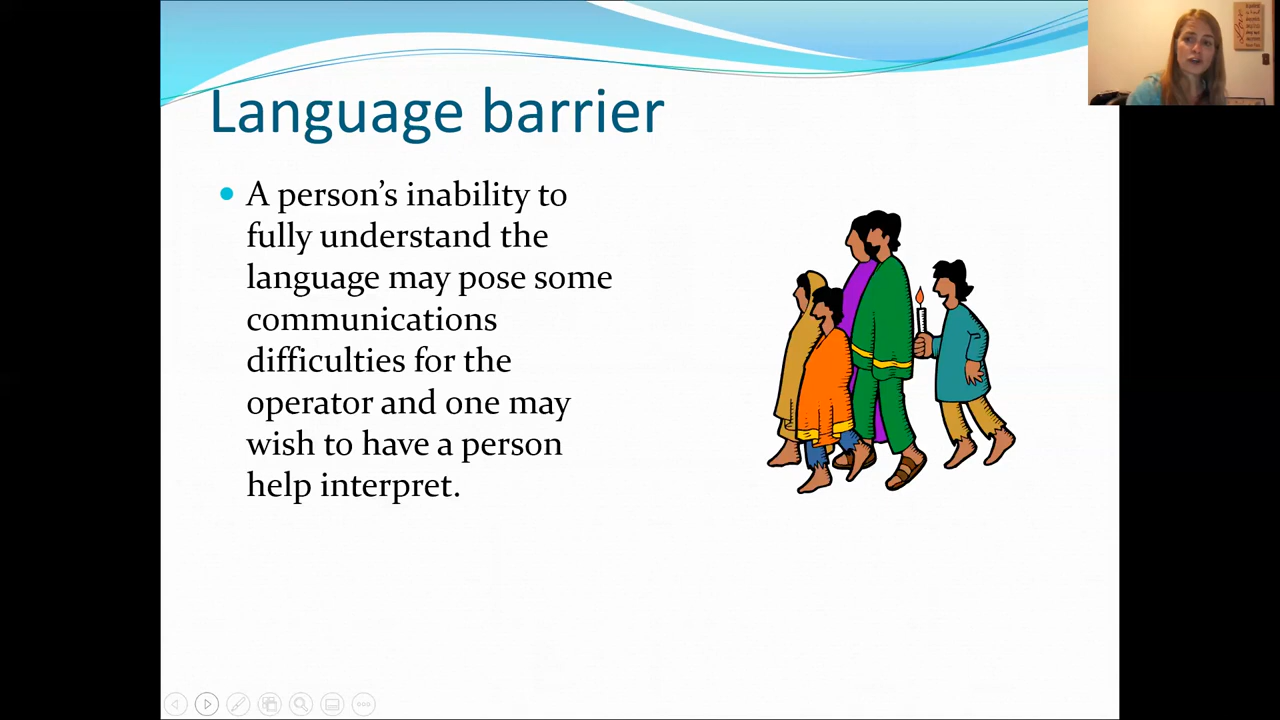 Language barrier
A person’s inability to
fully understand the
language may pose some
communications
difficulties for the
operator and one may
wish to have a person
help interpret.